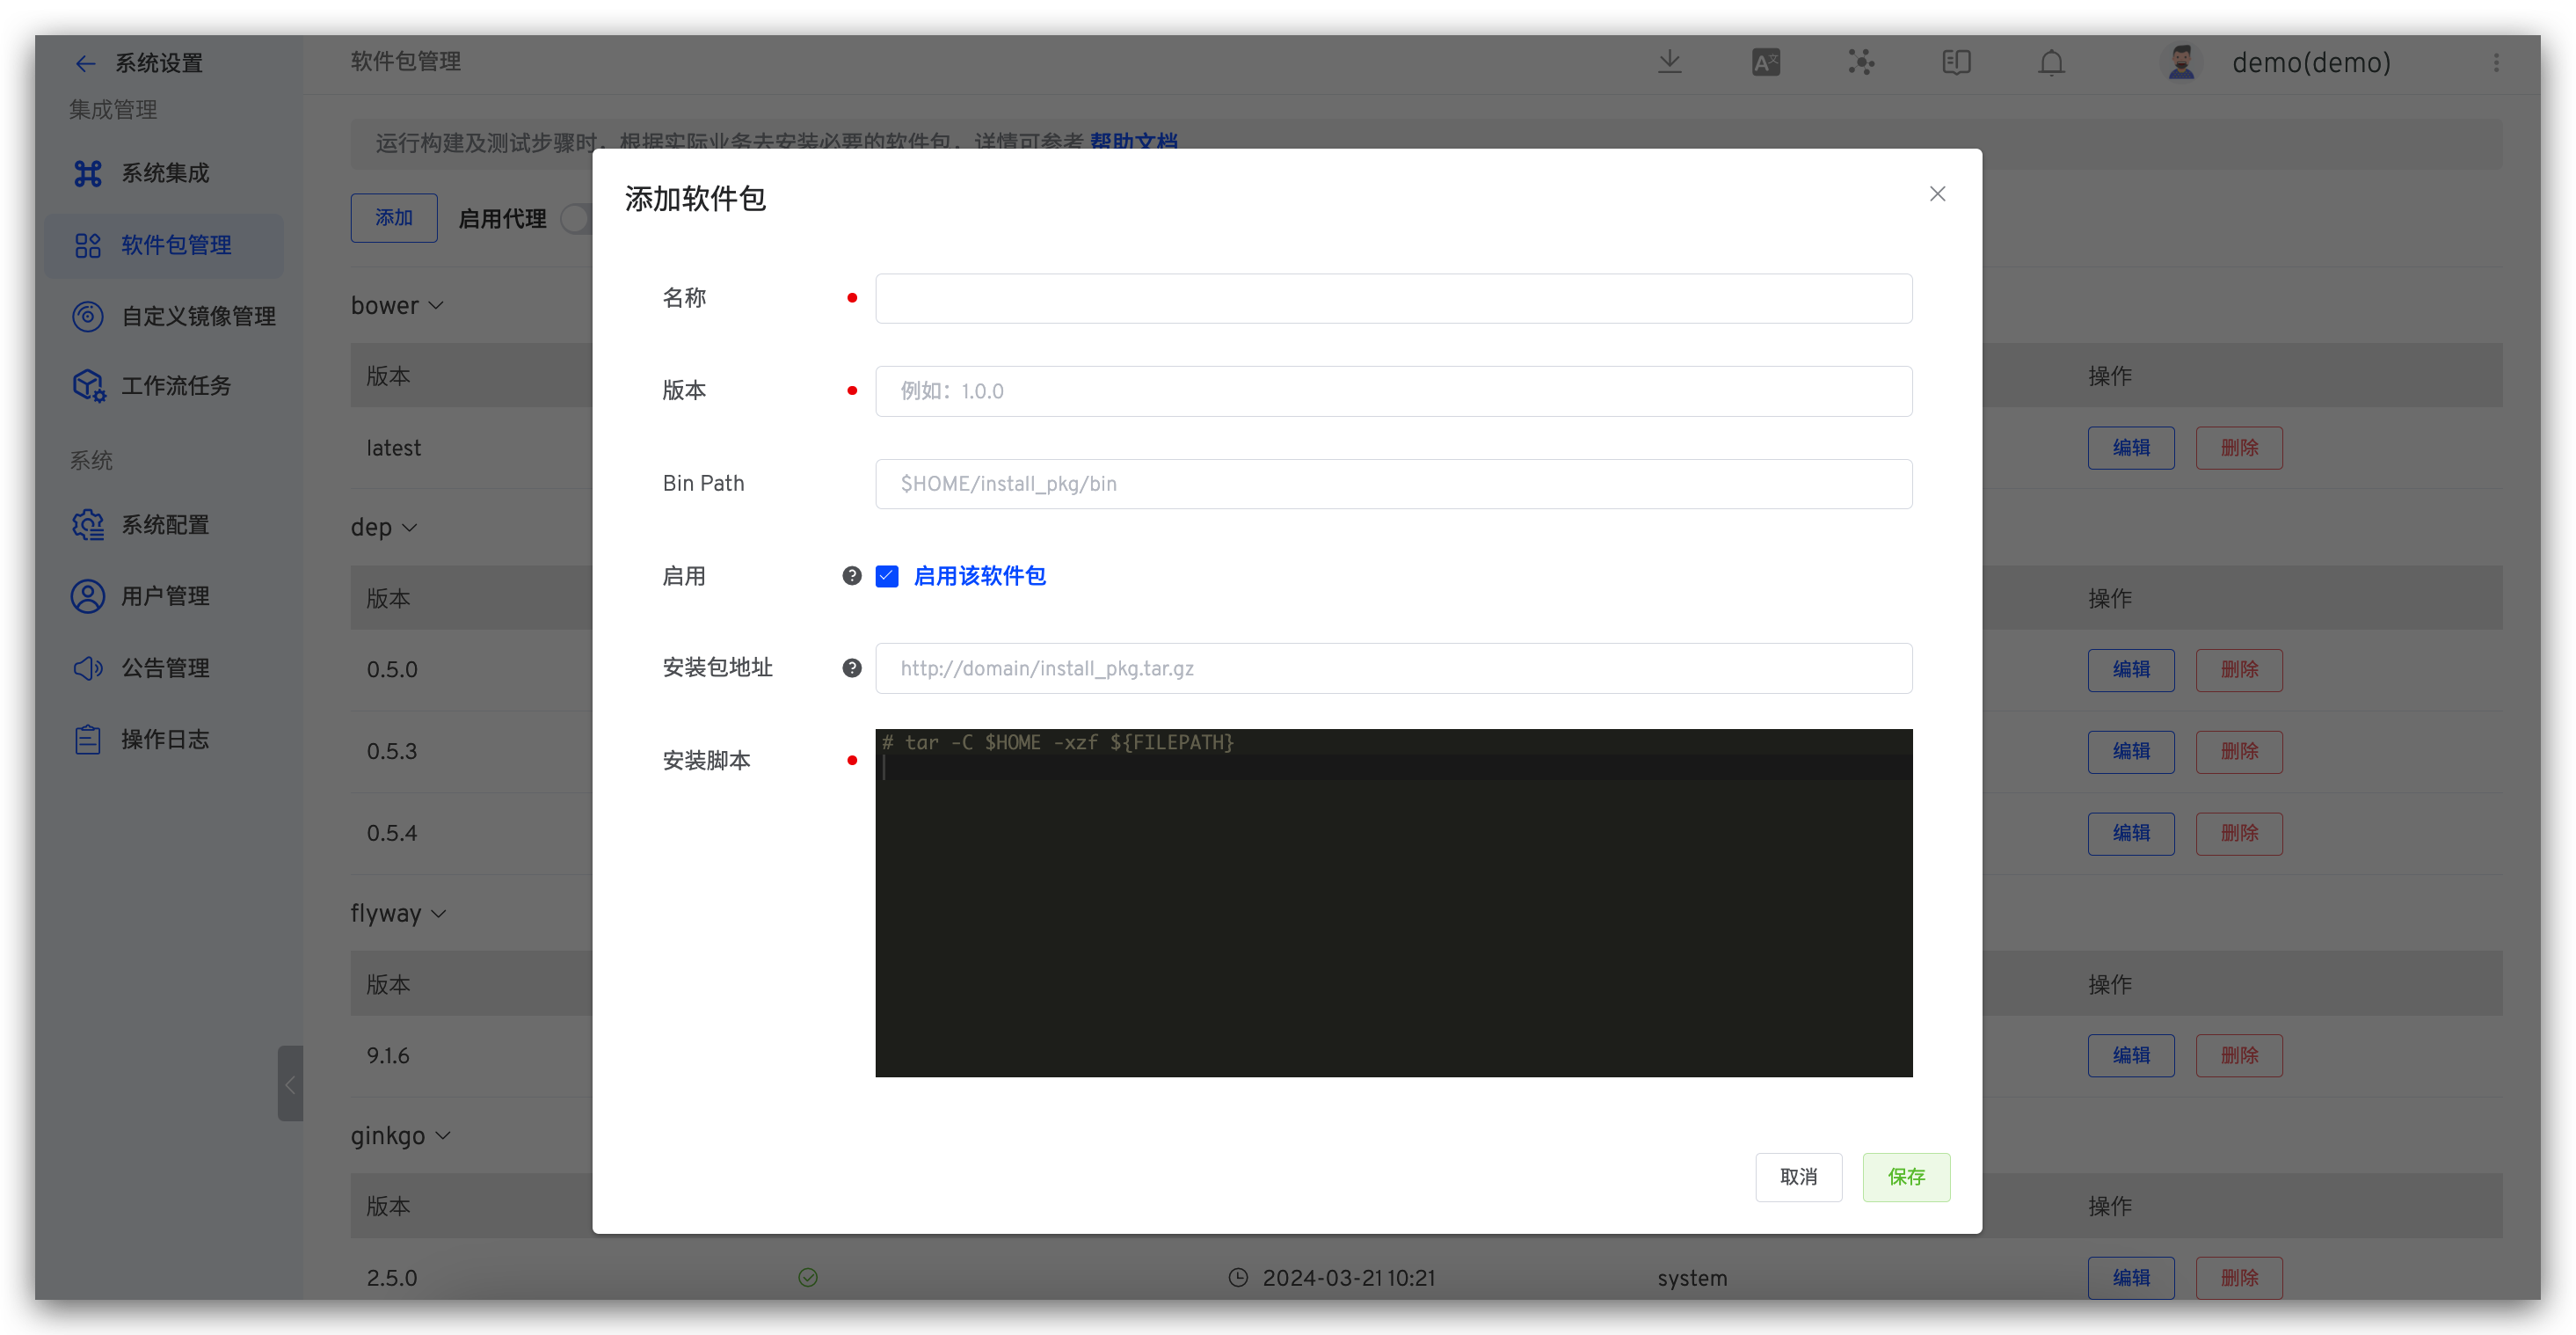 系统设置
集成管理
系统集成
软件包管理
自定义镜像管理
工作流任务
系统
系统配置
用户管理
公告管理
操作日志
软件包管理
demo(demo)
运行构建及测试步骤时，根据实际业务去安装必要的软件包，详情可参考 帮助文档
添加 启用代理
bower
版本 操作
latest 编辑 删除
dep
版本 操作
0.5.0 编辑 删除
0.5.3 编辑 删除
0.5.4 编辑 删除
flyway
版本 操作
9.1.6 编辑 删除
ginkgo
版本 操作
2.5.0 2024-03-21 10:21 system 编辑 删除
添加软件包
名称
版本 例如：1.0.0
Bin Path $HOME/install_pkg/bin
启用 启用该软件包
安装包地址 http://domain/install_pkg.tar.gz
安装脚本 # tar -C $HOME -xzf ${FILEPATH}
取消 保存